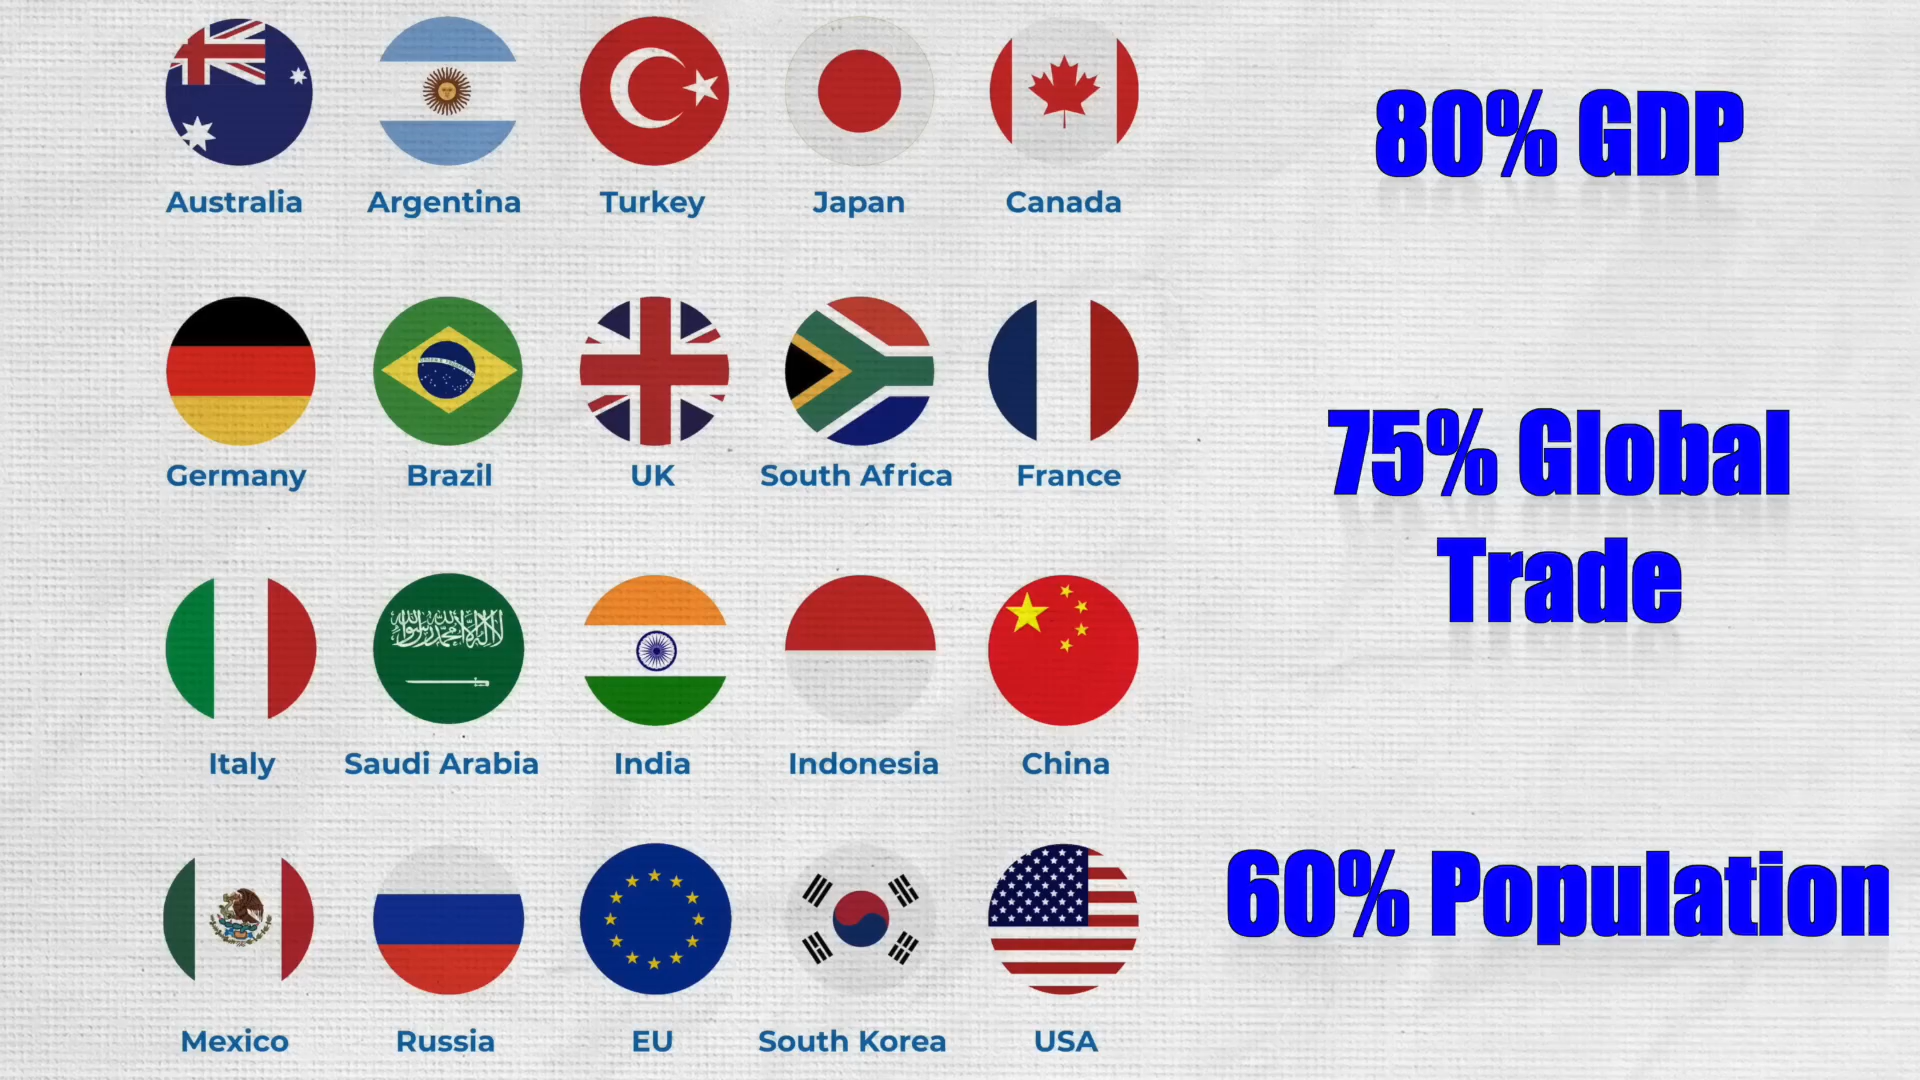 Australia Argentina Turkey Japan Canada
80% GDP
Germany Brazil UK South Africa France
75% Global
Trade
Italy Saudi Arabia India Indonesia China
Mexico Russia EU South Korea USA
60% Population